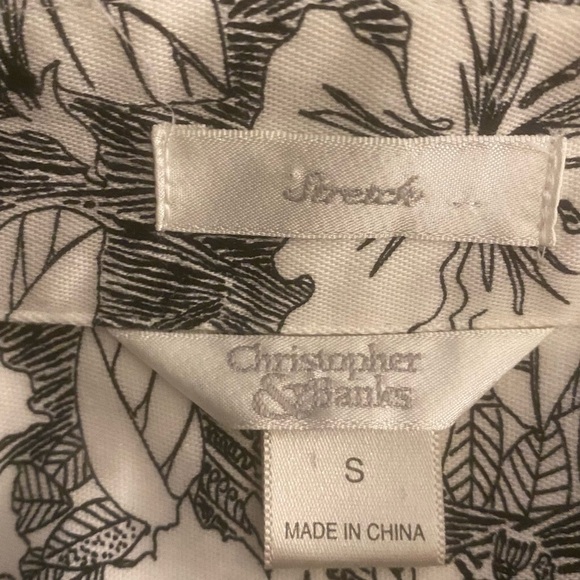 Stretch
Christopher
& Banks
S
MADE IN CHINA